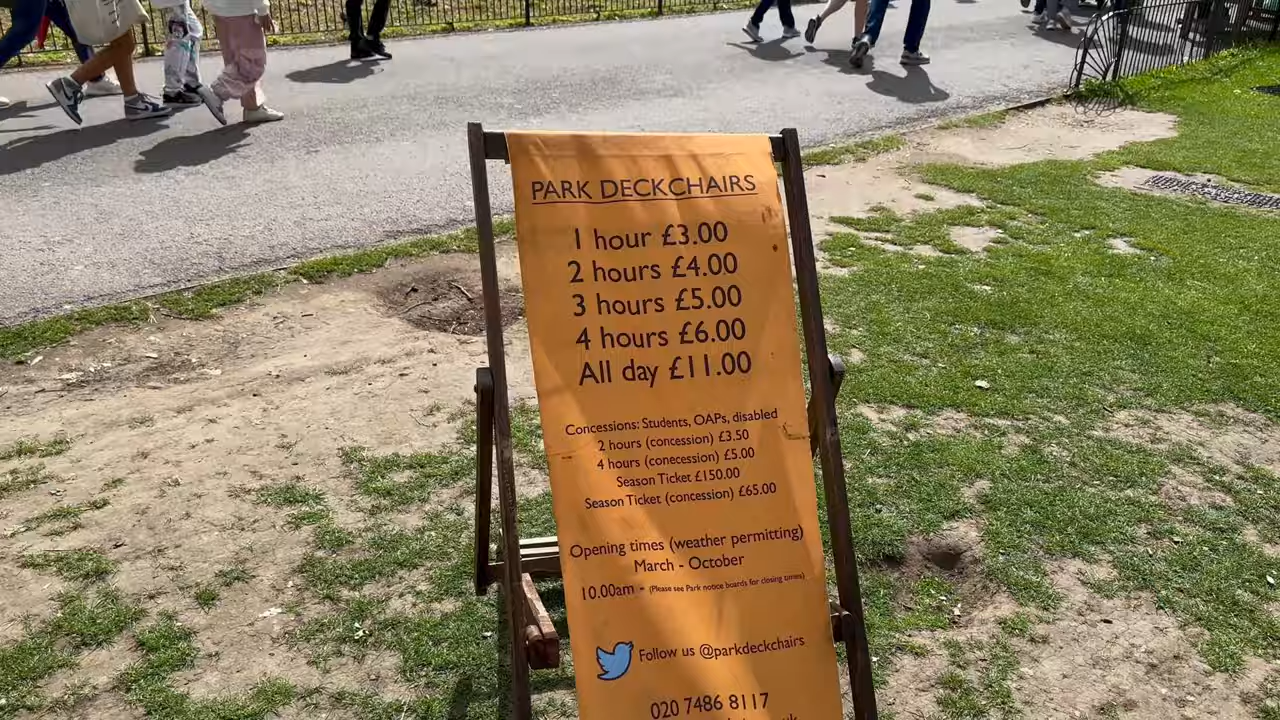 PARK DECKCHAIRS
1 hour £3.00
2 hours £4.00
3 hours £5.00
4 hours £6.00
All day £11.00
Concessions: Students, OAPs, disabled
2 hours (concession) £3.50
4 hours (conecession) £5.00
Season Ticket £150.00
Season Ticket (concession) £65.00
Opening times (weather permitting)
March - October
10.00am - (Please see Park notice boards for closing times)
Follow us @parkdeckchairs
020 7486 8117